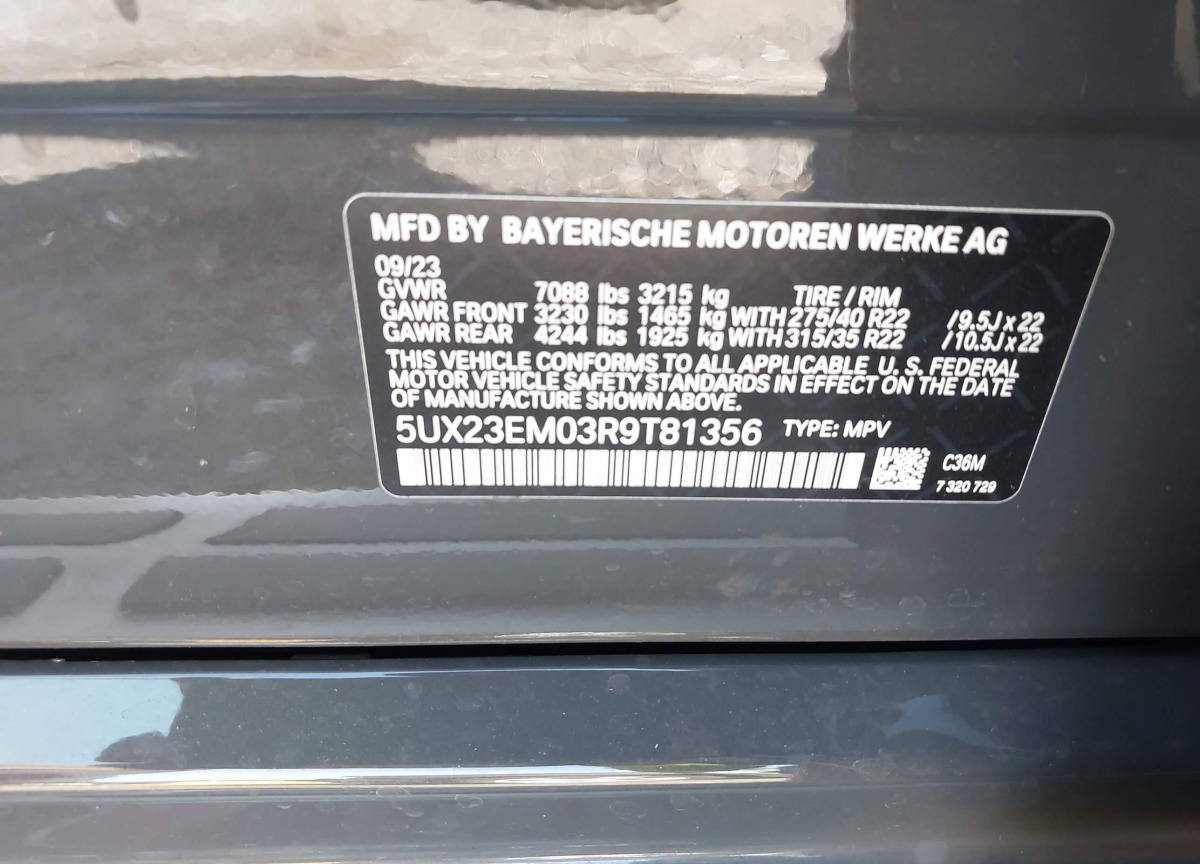 MFD BY BAYERISCHE MOTOREN WERKE AG
09/23
GVWR 7088 lbs 3215 kg TIRE / RIM
GAWR FRONT 3230 lbs 1465 kg WITH 275/40 R22 /9.5J x 22
GAWR REAR 4244 lbs 1925 kg WITH 315/35 R22 /10.5J x 22
THIS VEHICLE CONFORMS TO ALL APPLICABLE U. S. FEDERAL
MOTOR VEHICLE SAFETY STANDARDS IN EFFECT ON THE DATE
OF MANUFACTURE SHOWN ABOVE.
5UX23EM03R9T81356 TYPE: MPV
C36M
7 320 729